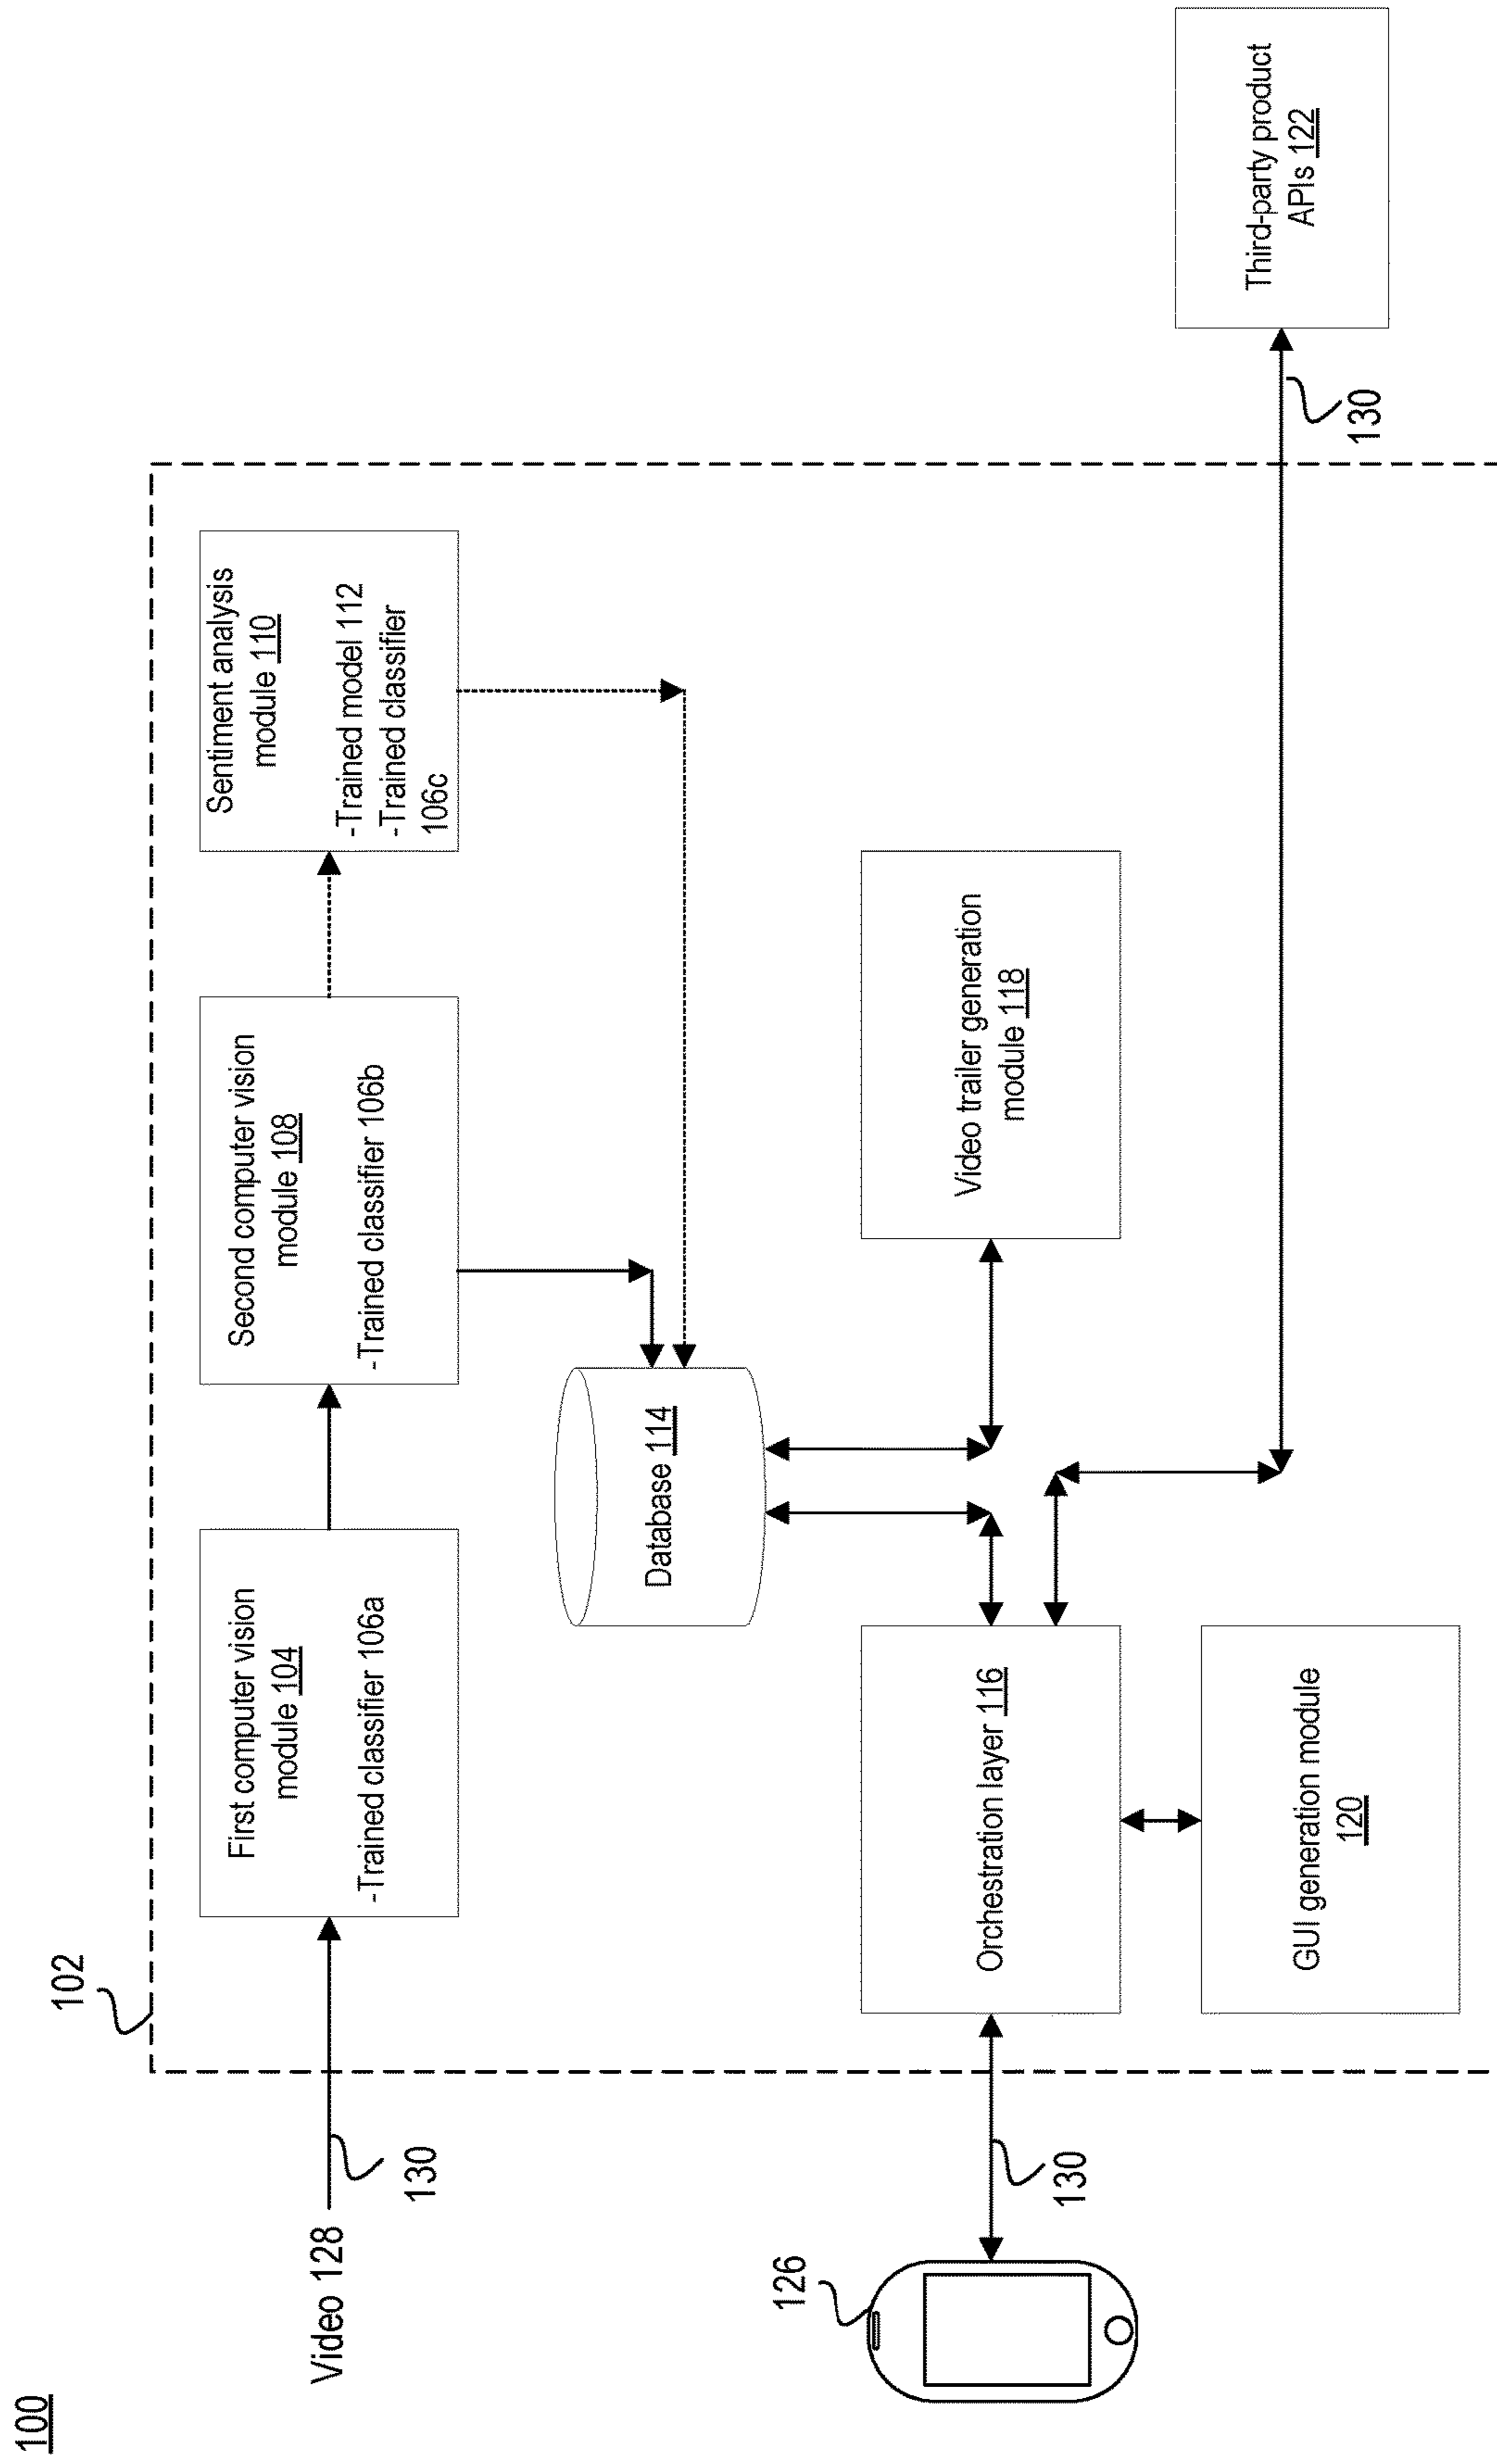 100
102
Video 128
130
First computer vision
module 104
-Trained classifier 106a
Second computer vision
module 108
-Trained classifier 106b
Sentiment analysis
module 110
-Trained model 112
-Trained classifier
106c
Database 114
126
130
Orchestration layer 116
Video trailer generation
module 118
GUI generation module
120
130
Third-party product
APIs 122